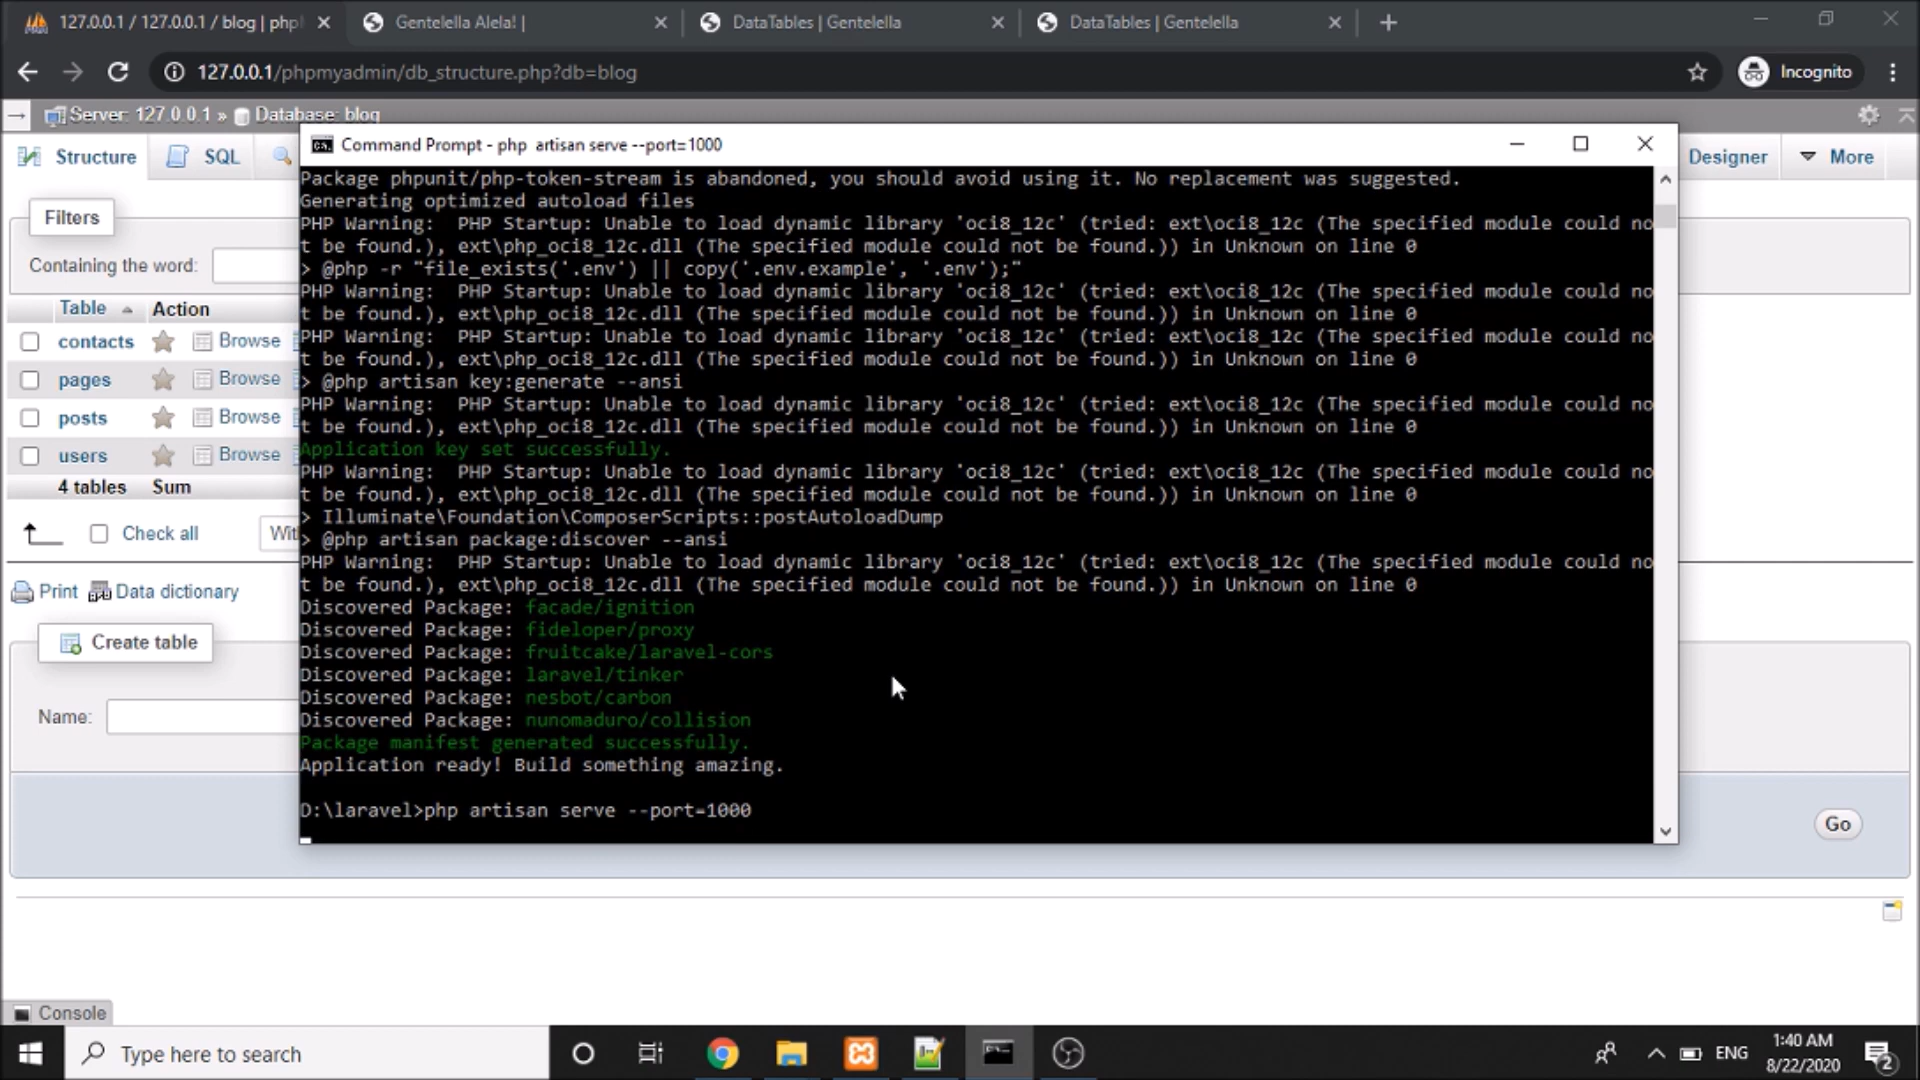 127.0.0.1 / 127.0.0.1 / blog | php
Gentelella Alela! |
DataTables | Gentelella
DataTables | Gentelella
127.0.0.1/phpmyadmin/db_structure.php?db=blog
Incognito
Server: 127.0.0.1 » Database: blog
Structure
SQL
Designer
More
Command Prompt - php  artisan serve --port=1000
Filters
Containing the word:
Table
Action
contacts
Browse
pages
Browse
posts
Browse
users
Browse
4 tables
Sum
Check all
Wit
Print
Data dictionary
Create table
Name:
Go
Package phpunit/php-token-stream is abandoned, you should avoid using it. No replacement was suggested.
Generating optimized autoload files
PHP Warning:  PHP Startup: Unable to load dynamic library 'oci8_12c' (tried: ext\oci8_12c (The specified module could no
t be found.), ext\php_oci8_12c.dll (The specified module could not be found.)) in Unknown on line 0
> @php -r "file_exists('.env') || copy('.env.example', '.env');"
PHP Warning:  PHP Startup: Unable to load dynamic library 'oci8_12c' (tried: ext\oci8_12c (The specified module could no
t be found.), ext\php_oci8_12c.dll (The specified module could not be found.)) in Unknown on line 0
PHP Warning:  PHP Startup: Unable to load dynamic library 'oci8_12c' (tried: ext\oci8_12c (The specified module could no
t be found.), ext\php_oci8_12c.dll (The specified module could not be found.)) in Unknown on line 0
> @php artisan key:generate --ansi
PHP Warning:  PHP Startup: Unable to load dynamic library 'oci8_12c' (tried: ext\oci8_12c (The specified module could no
t be found.), ext\php_oci8_12c.dll (The specified module could not be found.)) in Unknown on line 0
Application key set successfully.
PHP Warning:  PHP Startup: Unable to load dynamic library 'oci8_12c' (tried: ext\oci8_12c (The specified module could no
t be found.), ext\php_oci8_12c.dll (The specified module could not be found.)) in Unknown on line 0
> Illuminate\Foundation\ComposerScripts::postAutoloadDump
> @php artisan package:discover --ansi
PHP Warning:  PHP Startup: Unable to load dynamic library 'oci8_12c' (tried: ext\oci8_12c (The specified module could no
t be found.), ext\php_oci8_12c.dll (The specified module could not be found.)) in Unknown on line 0
Discovered Package: facade/ignition
Discovered Package: fideloper/proxy
Discovered Package: fruitcake/laravel-cors
Discovered Package: laravel/tinker
Discovered Package: nesbot/carbon
Discovered Package: nunomaduro/collision
Package manifest generated successfully.
Application ready! Build something amazing.
D:\laravel>php artisan serve --port=1000
Console
Type here to search
ENG
1:40 AM
8/22/2020
2